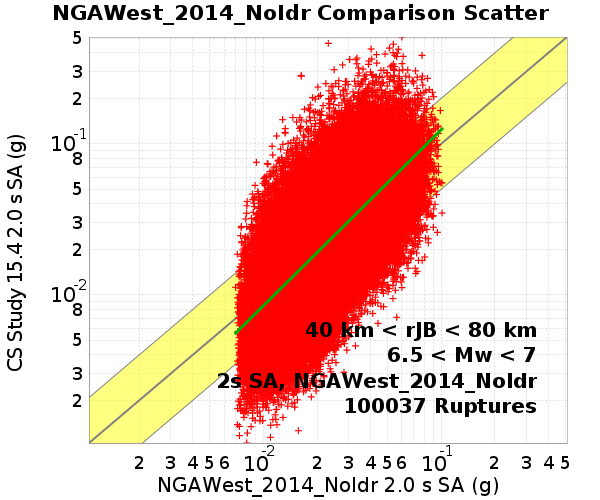 NGAWest_2014_NoIdr Comparison Scatter
CS Study 15.4 2.0 s SA (g)
5
3
2
10-1
8
5
3
2
10-2
8
5
3
2
40 km < rJB < 80 km
6.5 < Mw < 7
2s SA, NGAWest_2014_NoIdr
100037 Ruptures
2 3 4 5 6 10-2 2 3 4 5 6 10-1 2 3 4 5
NGAWest_2014_NoIdr 2.0 s SA (g)